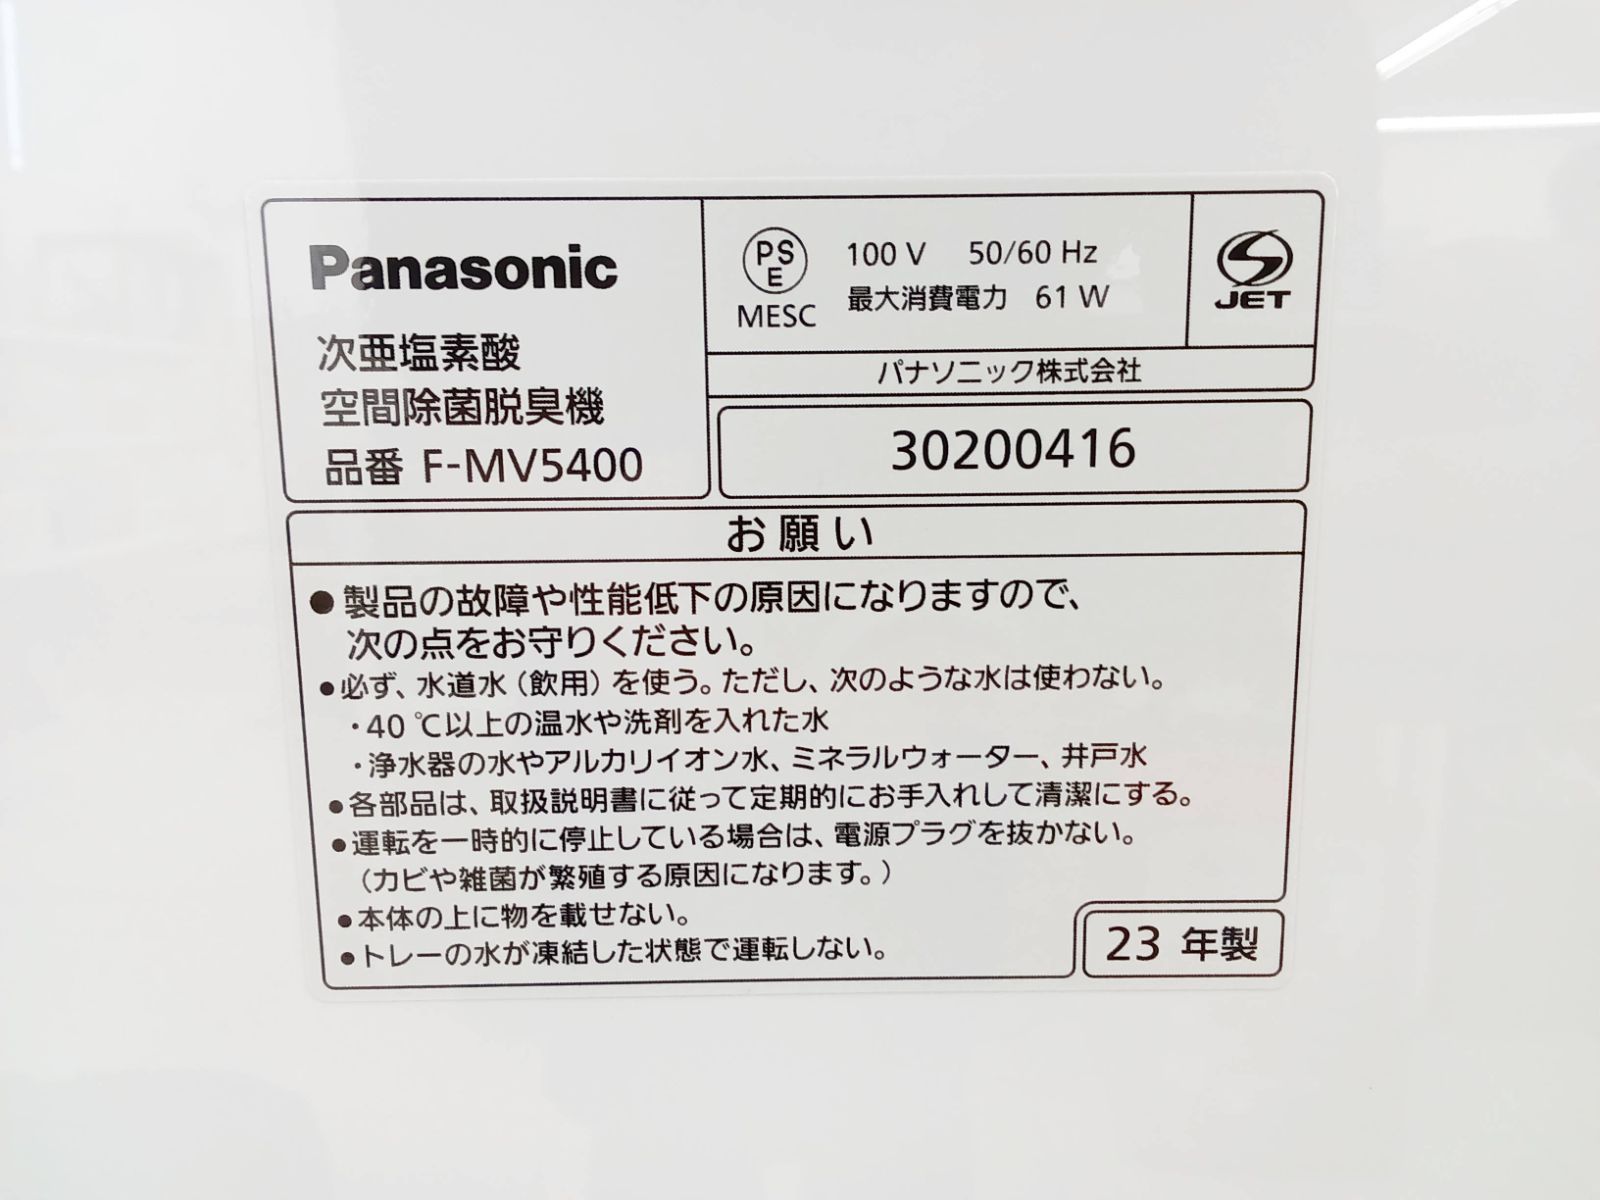 Panasonic
次亜塩素酸
空間除菌脱臭機
品番 F-MV5400
PS
E
MESC
100 V 50/60 Hz
最大消費電力 61 W
S
JET
パナソニック株式会社
30200416
お願い
●製品の故障や性能低下の原因になりますので、
次の点をお守りください。
●必ず、水道水（飲用）を使う。ただし、次のような水は使わない。
・40 ℃以上の温水や洗剤を入れた水
・浄水器の水やアルカリイオン水、ミネラルウォーター、井戸水
●各部品は、取扱説明書に従って定期的にお手入れして清潔にする。
●運転を一時的に停止している場合は、電源プラグを抜かない。
（カビや雑菌が繁殖する原因になります。）
●本体の上に物を載せない。
●トレーの水が凍結した状態で運転しない。
23 年製